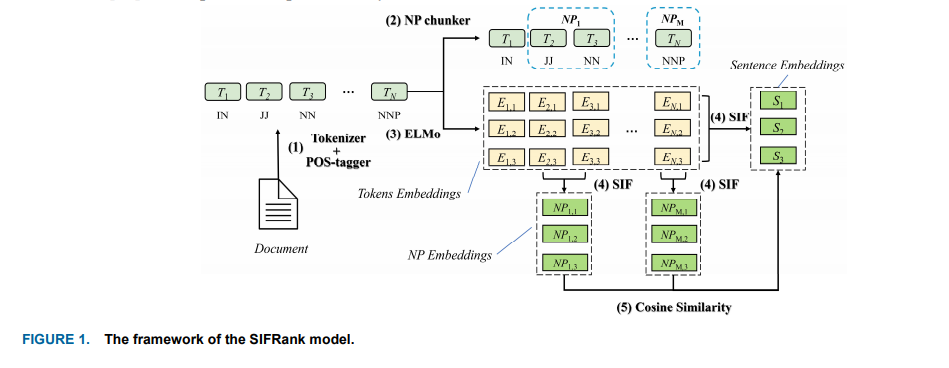 (2) NP chunker
NP1 NPM
T1 T2 T3 ... TN
IN JJ NN NNP
Sentence Embeddings
T1 T2 T3 ... TN
IN JJ NN NNP
(3) ELMo
E1,1 E2,1 E3,1 EN,1
E1,2 E2,2 E3,2 ... EN,2
E1,3 E2,3 E3,3 EN,3
(4) SIF
S1
S2
S3
(1) Tokenizer
+
POS-tagger
Tokens Embeddings
(4) SIF (4) SIF
NP1,1 NPM,1
NP1,2 NPM,2
NP1,3 NPM,3
Document
NP Embeddings
(5) Cosine Similarity
FIGURE 1. The framework of the SIFRank model.